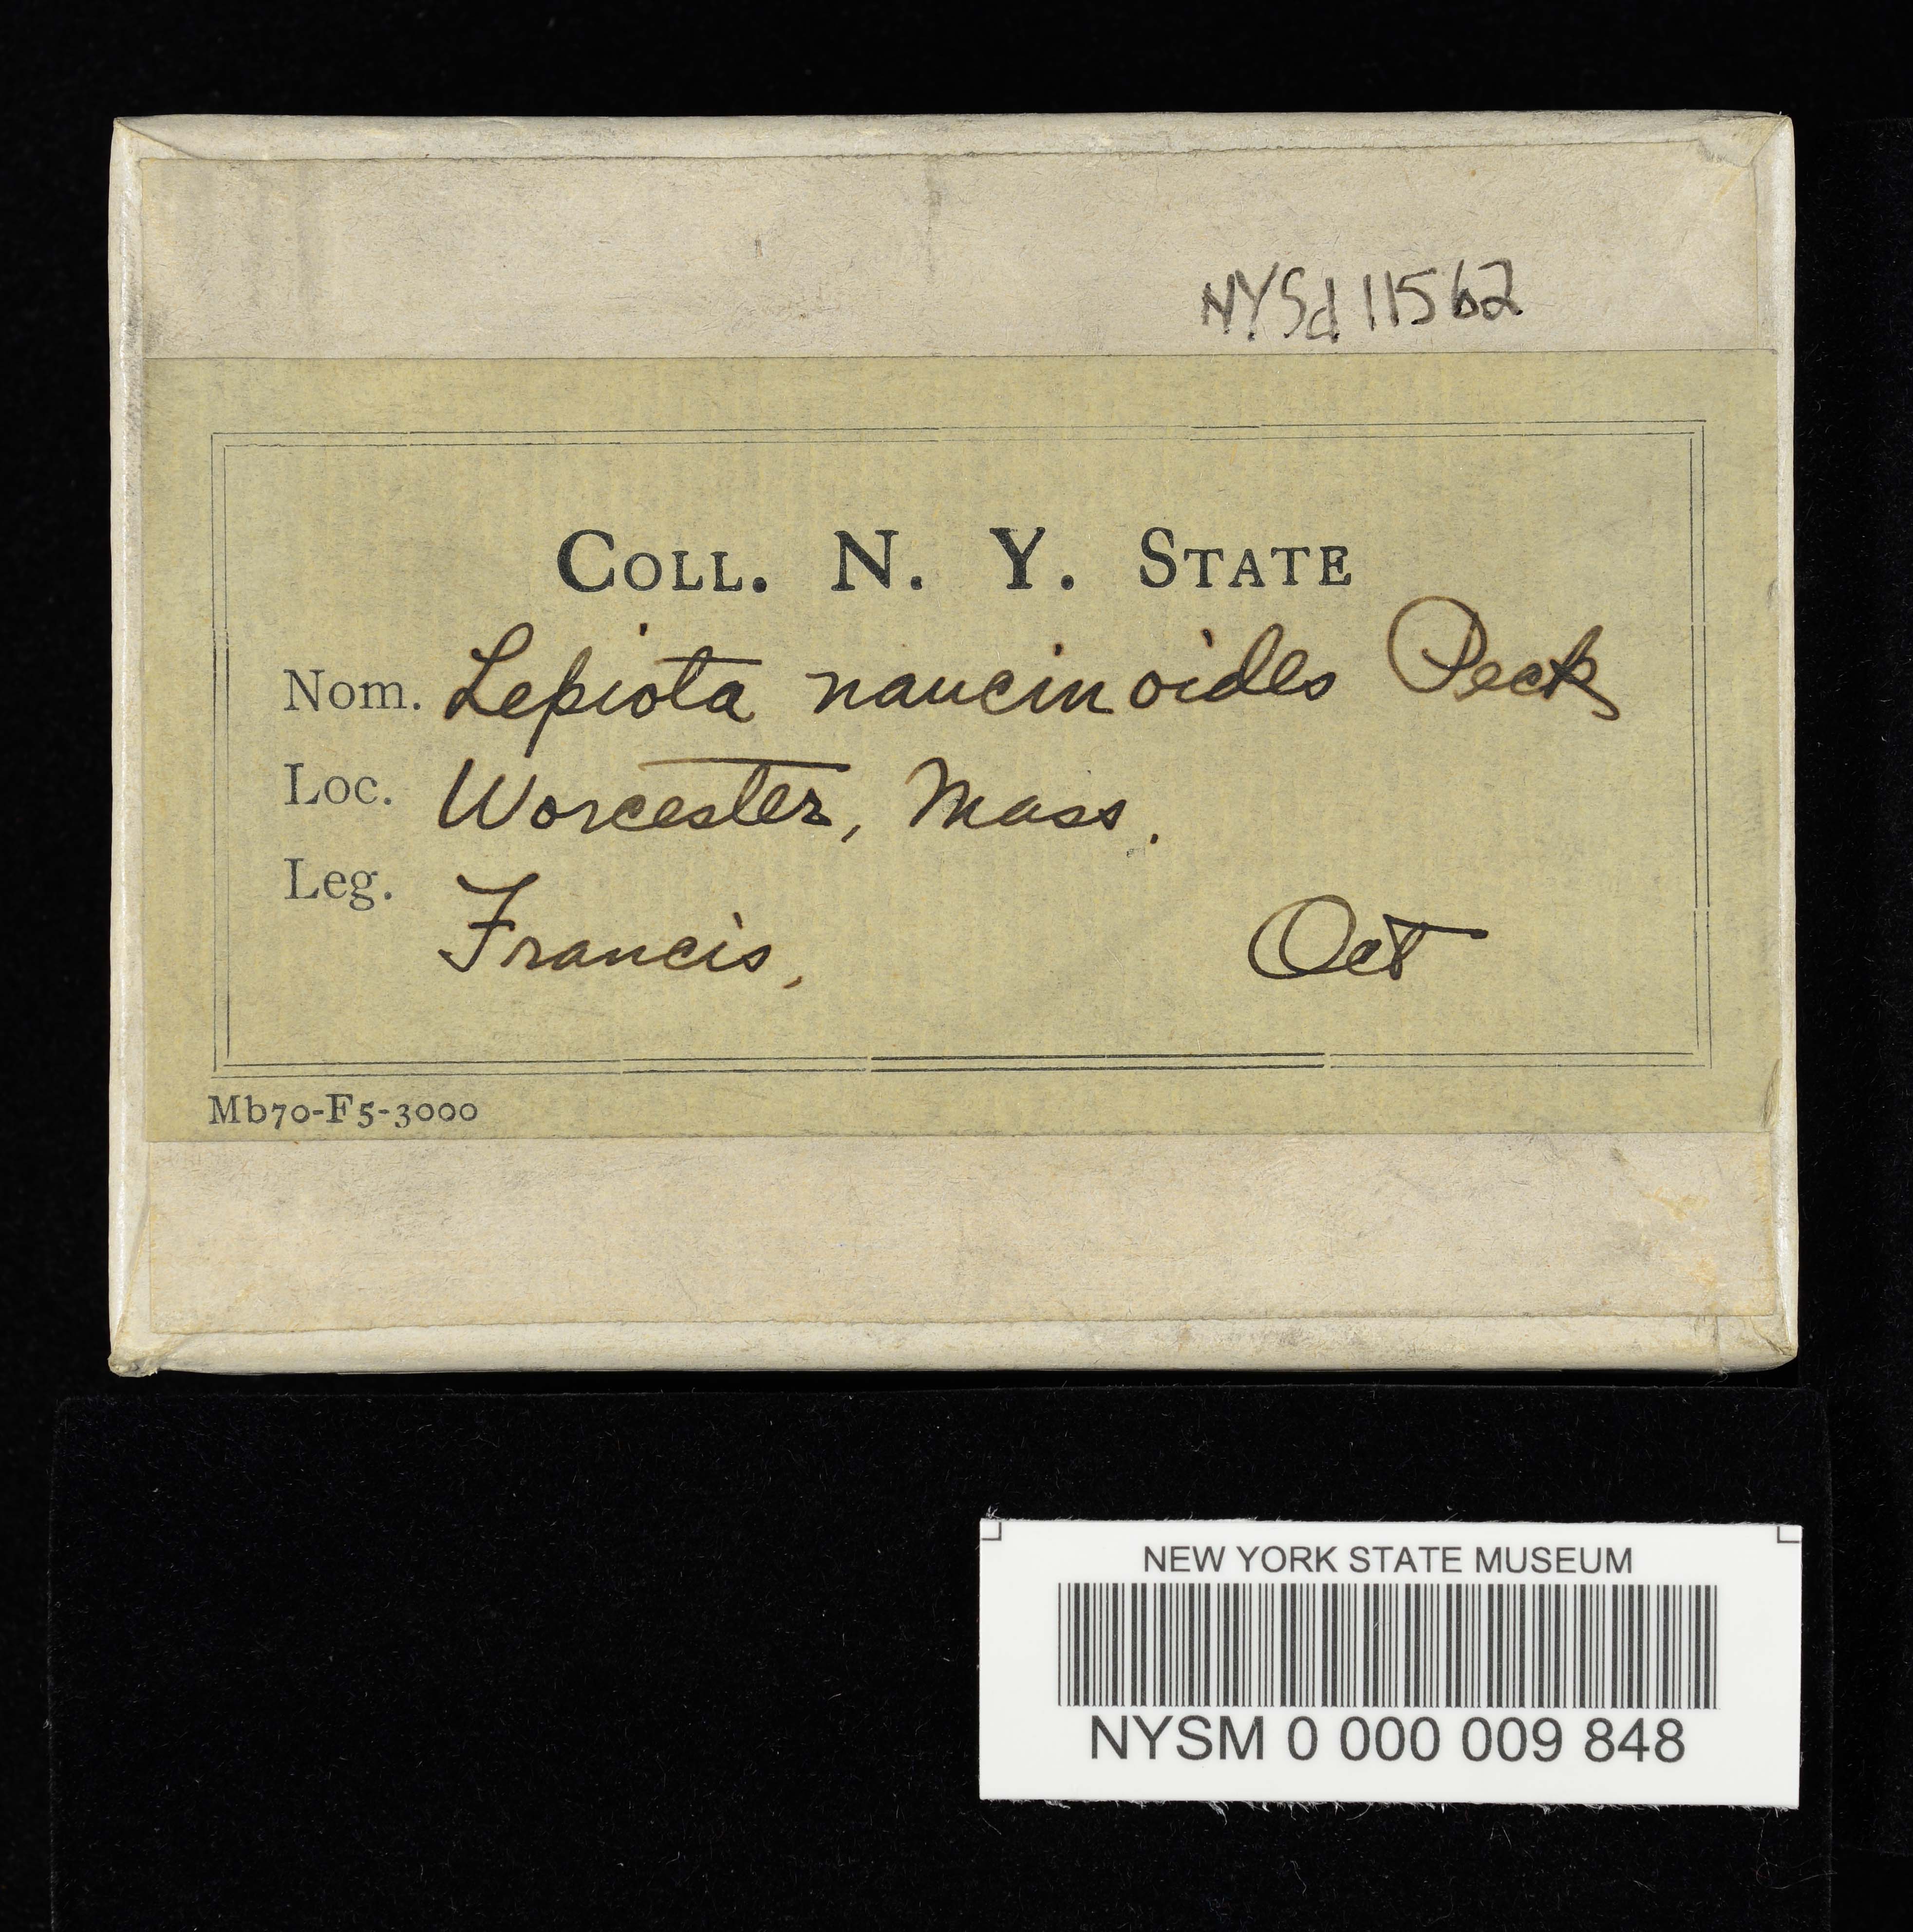 NYSd 11562
COLL. N. Y. STATE
Nom. Lepiota naucinoides Peck
Loc. Worcester, Mass.
Leg. Francis, Oct
Mb70-F5-3000
NEW YORK STATE MUSEUM
NYSM 0 000 009 848